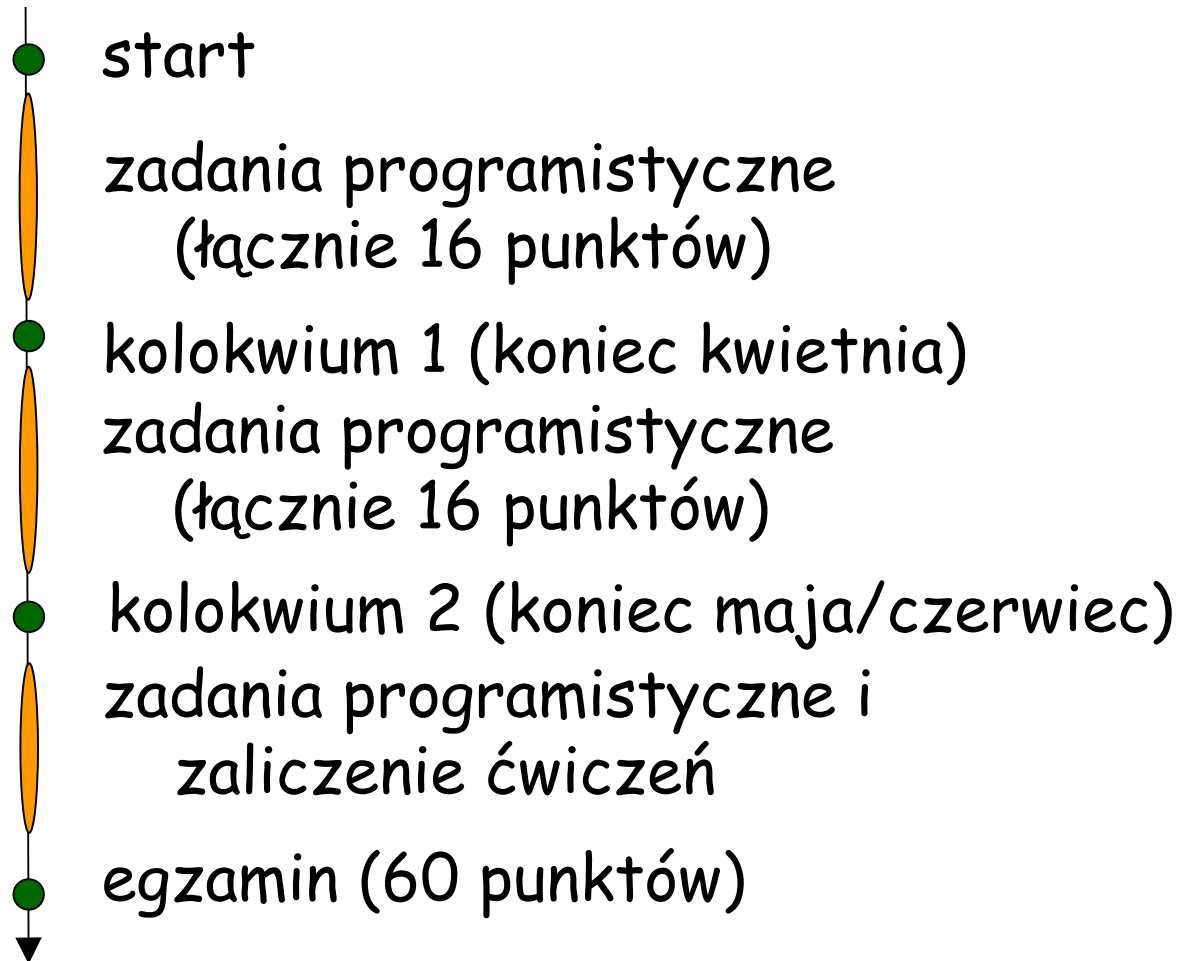 start
zadania programistyczne
(łącznie 16 punktów)
kolokwium 1 (koniec kwietnia)
zadania programistyczne
(łącznie 16 punktów)
kolokwium 2 (koniec maja/czerwiec)
zadania programistyczne i
zaliczenie ćwiczeń
egzamin (60 punktów)